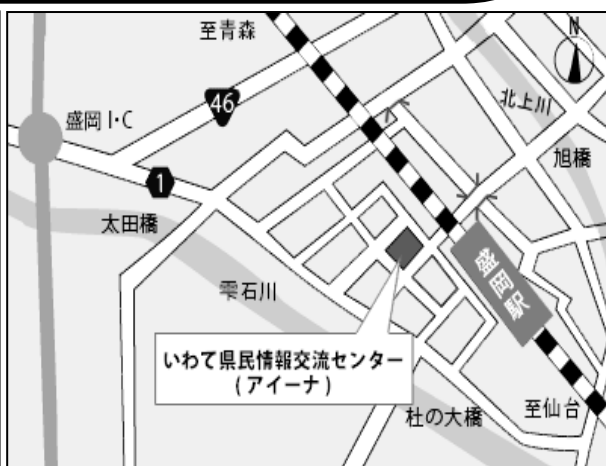 至青森
N
46
北上川
盛岡 I・C
旭橋
1
太田橋
盛岡駅
雫石川
いわて県民情報交流センター
(アイーナ)
杜の大橋
至仙台